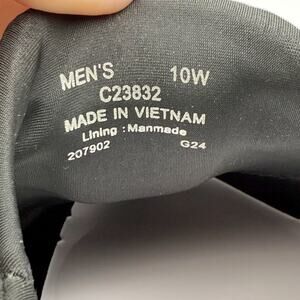 MEN'S 10W
C23832
MADE IN VIETNAM
Lining : Manmade
207902 G24